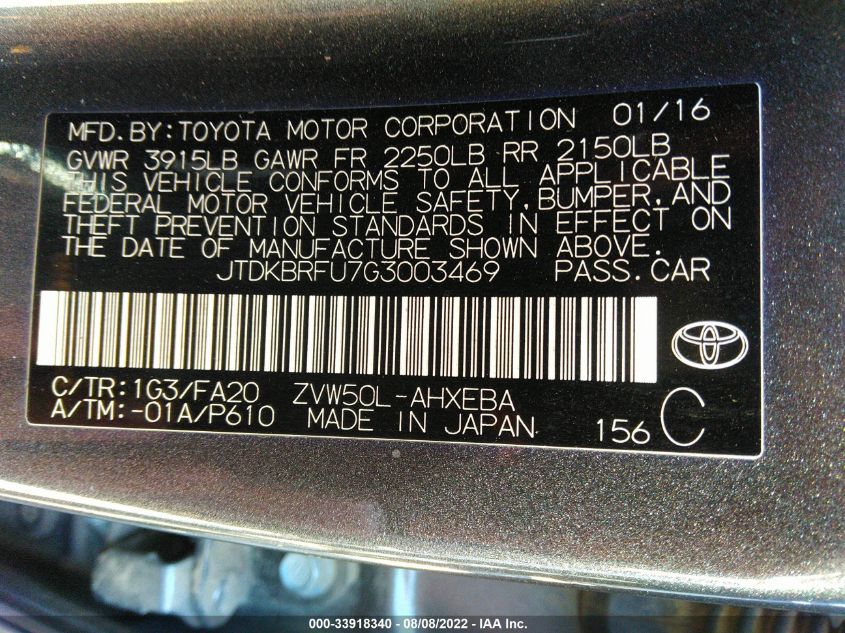 MFD.BY:TOYOTA MOTOR CORPORATION 01/16
GVWR 3915LB GAWR FR 2250LB RR 2150LB
THIS VEHICLE CONFORMS TO ALL APPLICABLE
FEDERAL MOTOR VEHICLE SAFETY, BUMPER, AND
THEFT PREVENTION STANDARDS IN EFFECT ON
THE DATE OF MANUFACTURE SHOWN ABOVE.
JTDKBRFU7G3003469 PASS.CAR
C/TR:1G3/FA20 ZVW50L-AHXEBA
A/TM:-01A/P610 MADE IN JAPAN 156 C
000-33918340 - 08/08/2022 - IAA Inc.